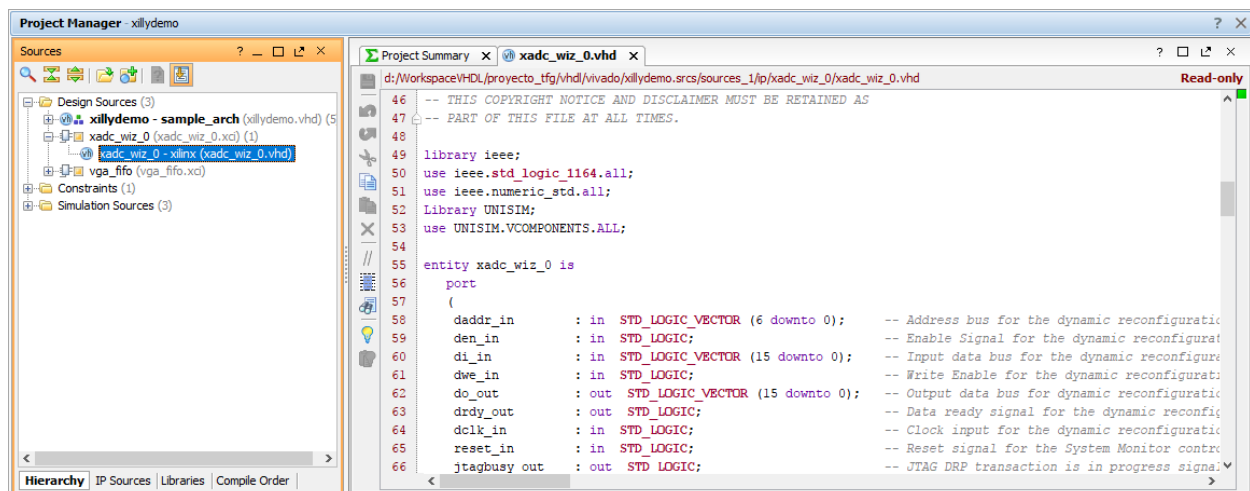 Project Manager - xillydemo
? ×
Sources
? ×
Design Sources (3)
xillydemo - sample_arch (xillydemo.vhd) (5
xadc_wiz_0 (xadc_wiz_0.xci) (1)
xadc_wiz_0 - xilinx (xadc_wiz_0.vhd)
vga_fifo (vga_fifo.xci)
Constraints (1)
Simulation Sources (3)
Hierarchy IP Sources Libraries Compile Order
Σ Project Summary × vh xadc_wiz_0.vhd ×
? ×
d:/WorkspaceVHDL/proyecto_tfg/vhdl/vivado/xillydemo.srcs/sources_1/ip/xadc_wiz_0/xadc_wiz_0.vhd Read-only
46 -- THIS COPYRIGHT NOTICE AND DISCLAIMER MUST BE RETAINED AS
47 -- PART OF THIS FILE AT ALL TIMES.
48
49 library ieee;
50 use ieee.std_logic_1164.all;
51 use ieee.numeric_std.all;
52 Library UNISIM;
53 use UNISIM.VCOMPONENTS.ALL;
54
55 entity xadc_wiz_0 is
56 port
57 (
58 daddr_in : in STD_LOGIC_VECTOR (6 downto 0); -- Address bus for the dynamic reconfiguratic
59 den_in : in STD_LOGIC; -- Enable Signal for the dynamic reconfigurat
60 di_in : in STD_LOGIC_VECTOR (15 downto 0); -- Input data bus for the dynamic reconfigura
61 dwe_in : in STD_LOGIC; -- Write Enable for the dynamic reconfigurati
62 do_out : out STD_LOGIC_VECTOR (15 downto 0); -- Output data bus for dynamic reconfiguratic
63 drdy_out : out STD_LOGIC; -- Data ready signal for the dynamic reconfig
64 dclk_in : in STD_LOGIC; -- Clock input for the dynamic reconfiguratic
65 reset_in : in STD_LOGIC; -- Reset signal for the System Monitor contro
66 jtagbusy_out : out STD_LOGIC; -- JTAG DRP transaction is in progress signal